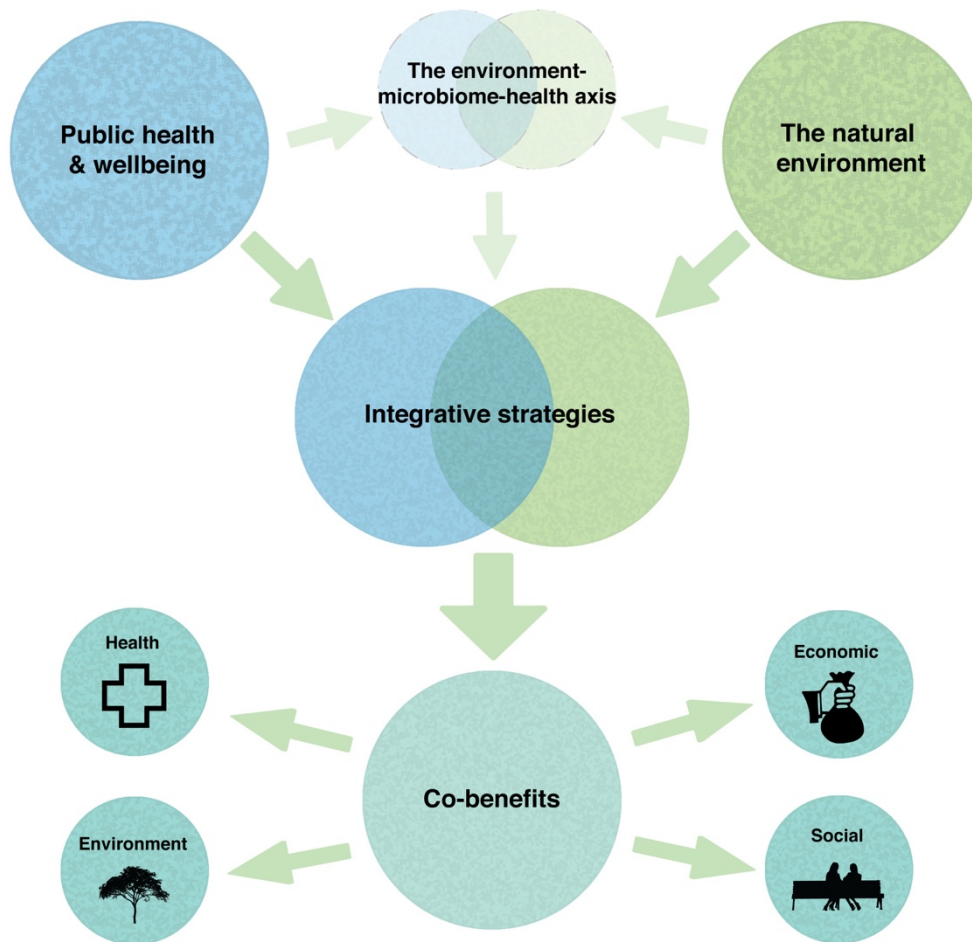 The environment-
microbiome-health axis
Public health
& wellbeing
The natural
environment
Integrative strategies
Health
Economic
Co-benefits
Environment
Social